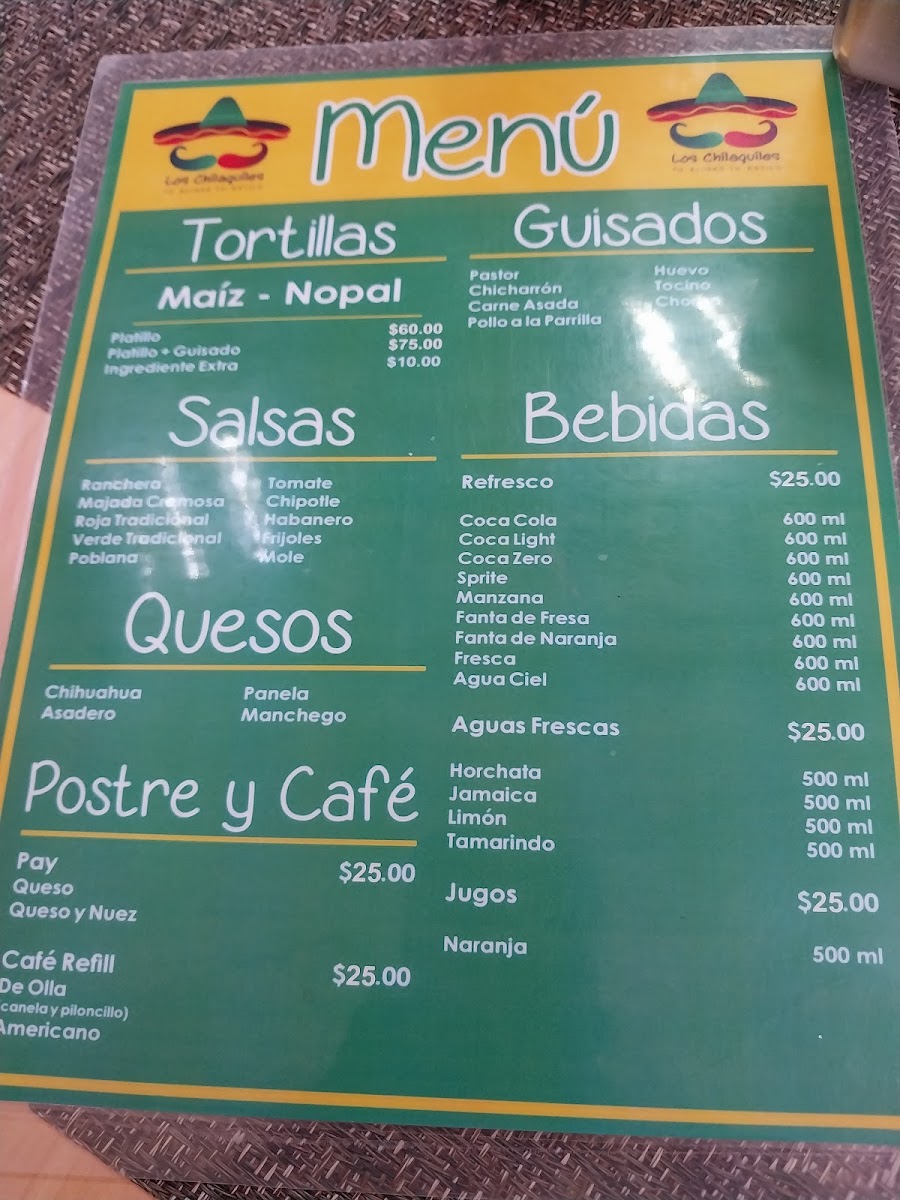 Menú
Los Chilaquiles
Los Chilaquiles
Tortillas
Maíz - Nopal
Platillo $60.00
Platillo + Guisado $75.00
Ingrediente Extra $10.00
Guisados
Pastor
Chicharrón
Carne Asada
Pollo a la Parrilla
Huevo
Tocino
Salsas
Ranchera
Majada Cremosa
Roja Tradicional
Verde Tradicional
Poblana
Tomate
Chipotle
Habanero
Frijoles
Mole
Quesos
Chihuahua
Asadero
Panela
Manchego
Postre y Café
Pay $25.00
Queso
Queso y Nuez
Café Refill $25.00
De Olla
(canela y piloncillo)
Americano
Bebidas
Refresco $25.00
Coca Cola 600 ml
Coca Light 600 ml
Coca Zero 600 ml
Sprite 600 ml
Manzana 600 ml
Fanta de Fresa 600 ml
Fanta de Naranja 600 ml
Fresca 600 ml
Agua Ciel 600 ml
Aguas Frescas $25.00
Horchata 500 ml
Jamaica 500 ml
Limón 500 ml
Tamarindo 500 ml
Jugos $25.00
Naranja 500 ml